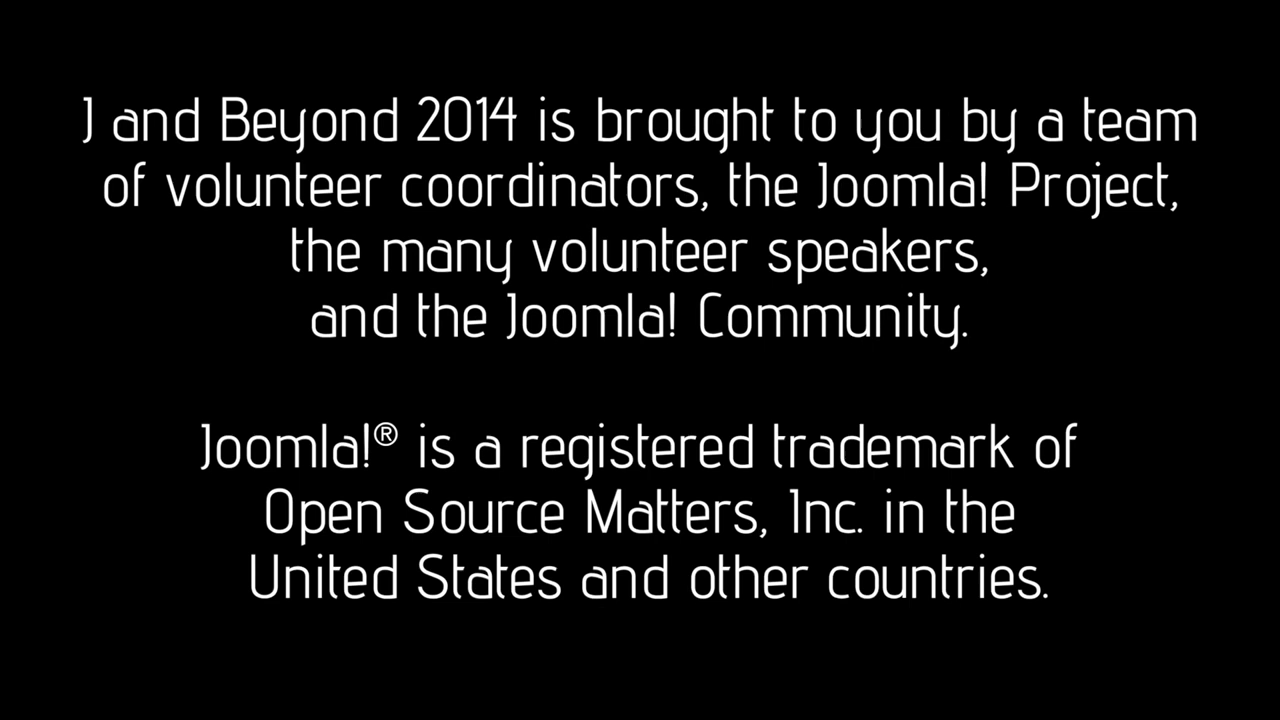 J and Beyond 2014 is brought to you by a team
of volunteer coordinators, the Joomla! Project,
the many volunteer speakers,
and the Joomla! Community.
Joomla!® is a registered trademark of
Open Source Matters, Inc. in the
United States and other countries.